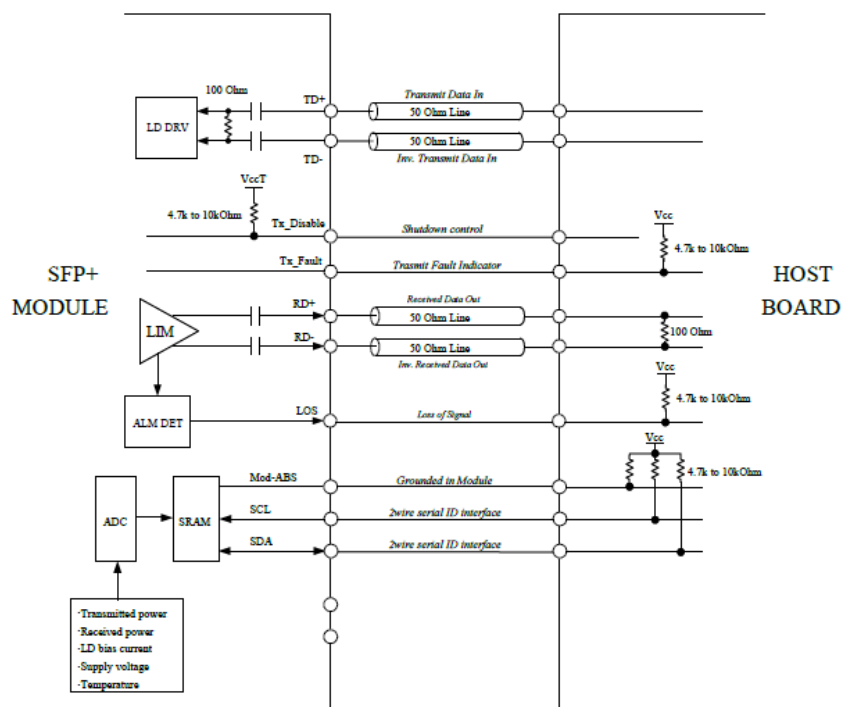 100 Ohm
TD+
Transmit Data In
50 Ohm Line
LD DRV
50 Ohm Line
TD-
Inv. Transmit Data In
VccT
4.7k to 10kOhm
Tx_Disable
Shutdown control
Vcc
4.7k to 10kOhm
Tx_Fault
Trasmit Fault Indicator
SFP+
MODULE
HOST
BOARD
RD+
Received Data Out
50 Ohm Line
LIM
100 Ohm
RD-
50 Ohm Line
Inv. Received Data Out
Vcc
4.7k to 10kOhm
ALM DET
LOS
Loss of Signal
Vcc
4.7k to 10kOhm
Mod-ABS
Grounded in Module
ADC
SRAM
SCL
2wire serial ID interface
SDA
2wire serial ID interface
·Transmitted power
·Received power
·LD bias current
·Supply voltage
·Temperature